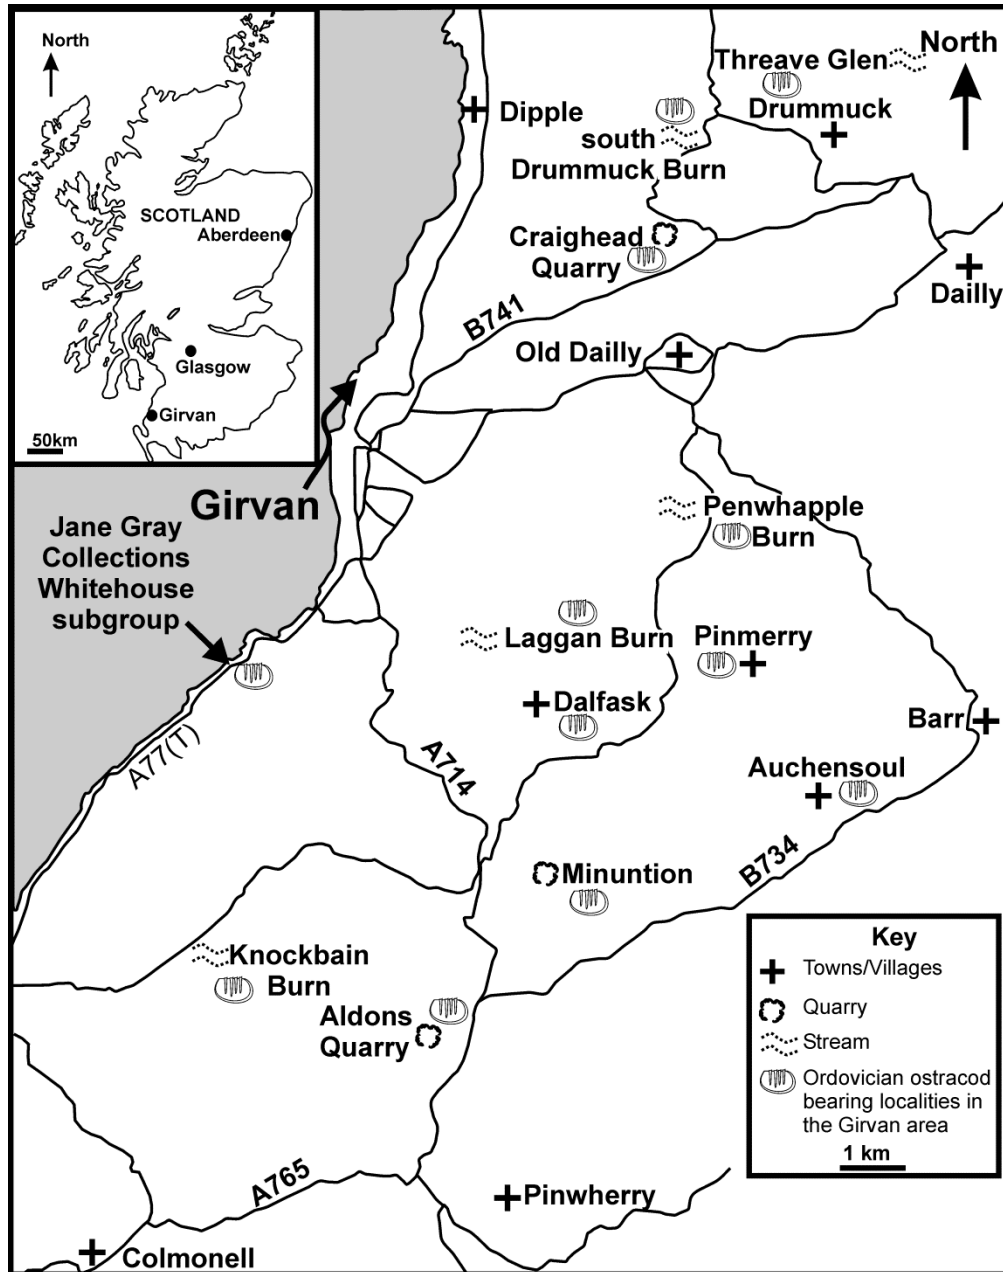 North
SCOTLAND
Aberdeen
Glasgow
Girvan
50km
Threave Glen
North
Drummuck
Dipple
south
Drummuck Burn
Craighead
Quarry
Dailly
B741
Old Dailly
Girvan
Penwhapple
Burn
Jane Gray
Collections
Whitehouse
subgroup
Laggan Burn
Pinmerry
Dalfask
Barr
A77(T)
A714
Auchensoul
B734
Minuntion
Knockbain
Burn
Aldons
Quarry
Key
Towns/Villages
Quarry
Stream
Ordovician ostracod
bearing localities in
the Girvan area
1 km
A765
Pinwherry
Colmonell